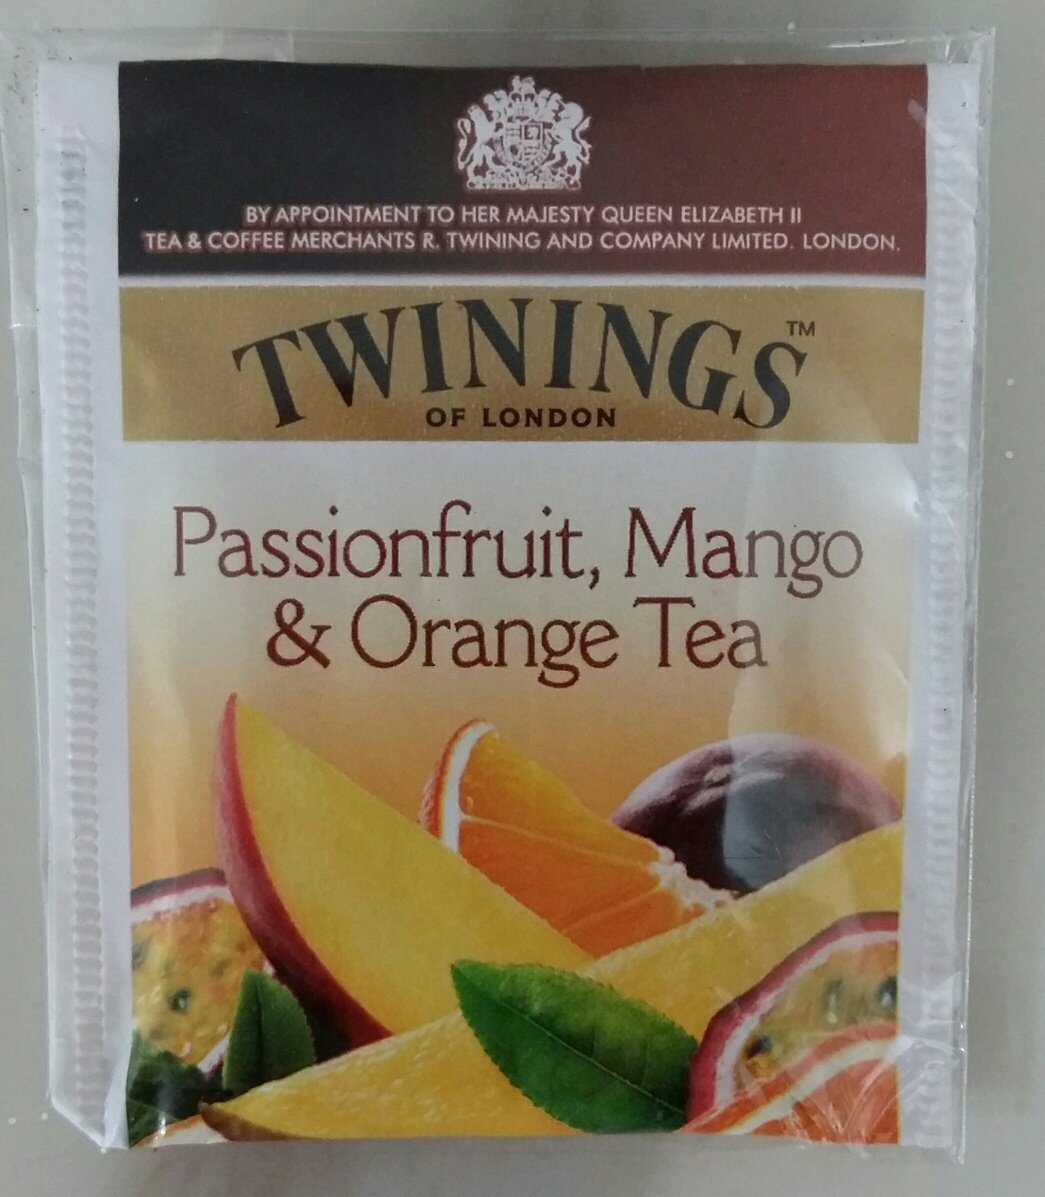 BY APPOINTMENT TO HER MAJESTY QUEEN ELIZABETH II
TEA & COFFEE MERCHANTS R. TWINING AND COMPANY LIMITED. LONDON.
TWININGS™
OF LONDON
Passionfruit, Mango
& Orange Tea